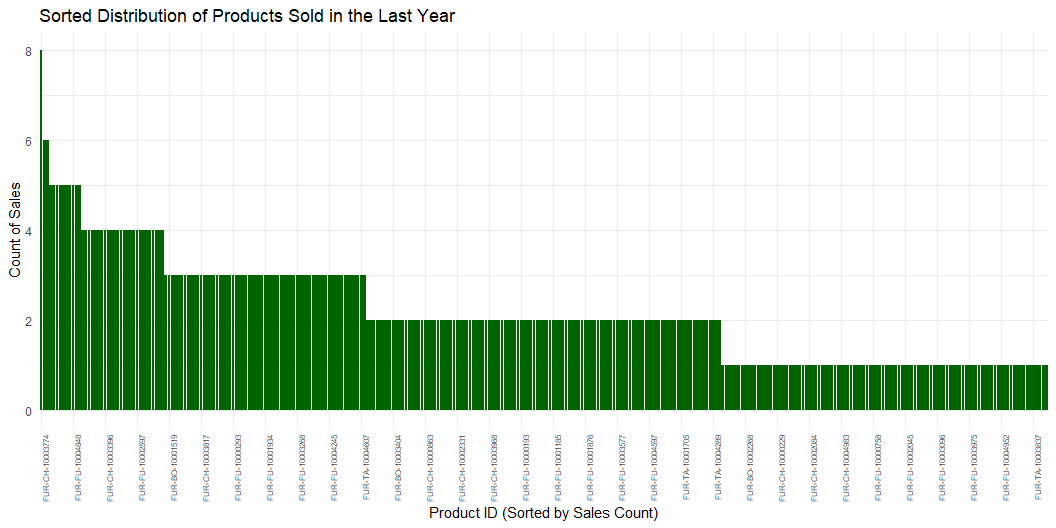 Sorted Distribution of Products Sold in the Last Year
Count of Sales
8
6
4
2
0
FUR-CH-10003774
FUR-FU-10004848
FUR-CH-10003396
FUR-FU-10002597
FUR-BO-10001519
FUR-CH-10003817
FUR-FU-10000293
FUR-FU-10001934
FUR-FU-10003268
FUR-FU-10004245
FUR-TA-10004607
FUR-BO-10003404
FUR-CH-10000863
FUR-CH-10002331
FUR-CH-10003968
FUR-FU-10000193
FUR-FU-10001185
FUR-FU-10001876
FUR-FU-10003577
FUR-FU-10004597
FUR-TA-10001705
FUR-TA-10004289
FUR-BO-10002268
FUR-CH-10000229
FUR-CH-10002084
FUR-CH-10004983
FUR-FU-10000758
FUR-FU-10002045
FUR-FU-10003096
FUR-FU-10003975
FUR-FU-10004952
FUR-TA-10003837
Product ID (Sorted by Sales Count)